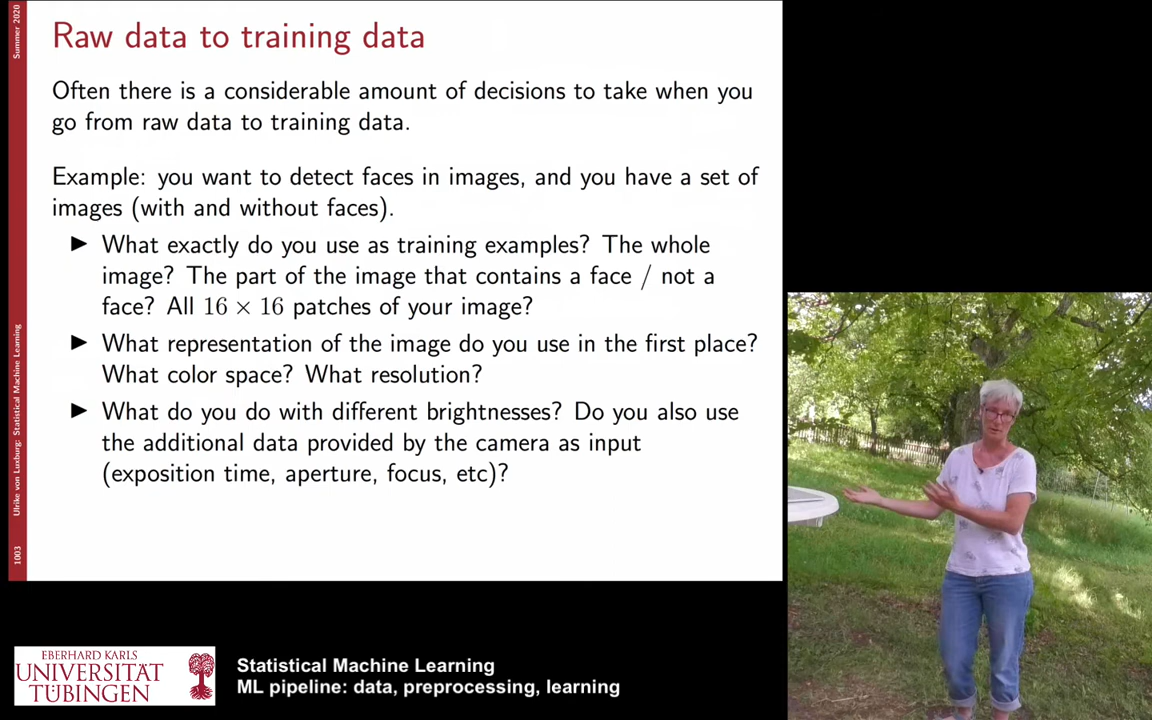 Raw data to training data
Often there is a considerable amount of decisions to take when you
go from raw data to training data.
Example: you want to detect faces in images, and you have a set of
images (with and without faces).
▶ What exactly do you use as training examples? The whole
image? The part of the image that contains a face / not a
face? All 16 × 16 patches of your image?
▶ What representation of the image do you use in the first place?
What color space? What resolution?
▶ What do you do with different brightnesses? Do you also use
the additional data provided by the camera as input
(exposition time, aperture, focus, etc)?
Summer 2020
Ulrike von Luxburg: Statistical Machine Learning
1003
EBERHARD KARLS
UNIVERSITÄT
TÜBINGEN
Statistical Machine Learning
ML pipeline: data, preprocessing, learning